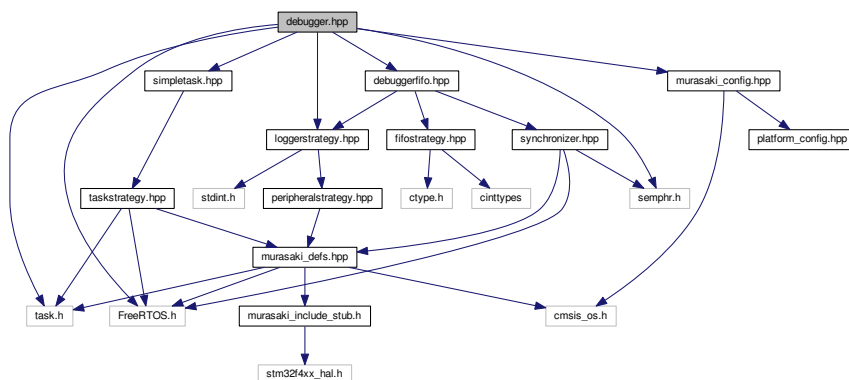 debugger.hpp
simpletask.hpp
debuggerfifo.hpp
murasaki_config.hpp
loggerstrategy.hpp
fifostrategy.hpp
synchronizer.hpp
platform_config.hpp
taskstrategy.hpp
stdint.h
peripheralstrategy.hpp
ctype.h
cinttypes
semphr.h
murasaki_defs.hpp
task.h
FreeRTOS.h
murasaki_include_stub.h
cmsis_os.h
stm32f4xx_hal.h